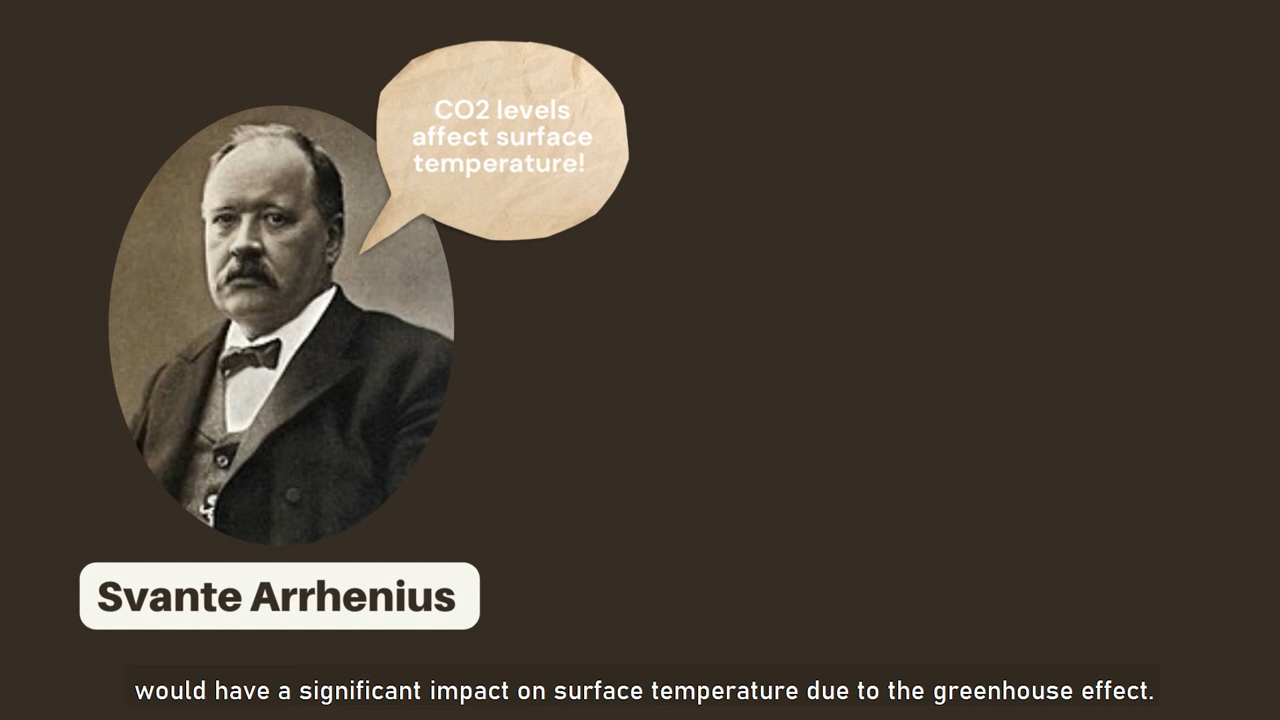 CO2 levels
affect surface
temperature!
Svante Arrhenius
would have a significant impact on surface temperature due to the greenhouse effect.